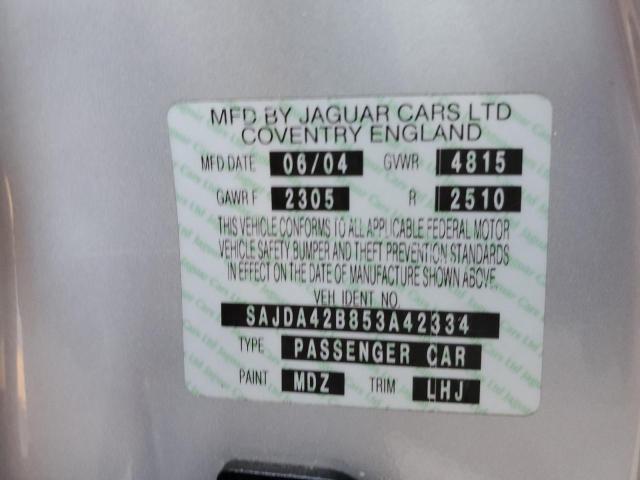 MFD BY JAGUAR CARS LTD
COVENTRY ENGLAND
MFD DATE 06/04 GVWR 4815
GAWR F 2305 R 2510
THIS VEHICLE CONFORMS TO ALL APPLICABLE FEDERAL MOTOR
VEHICLE SAFETY BUMPER AND THEFT PREVENTION STANDARDS
IN EFFECT ON THE DATE OF MANUFACTURE SHOWN ABOVE.
VEH IDENT NO
SAJDA42B853A42334
TYPE PASSENGER CAR
PAINT MDZ TRIM LHJ